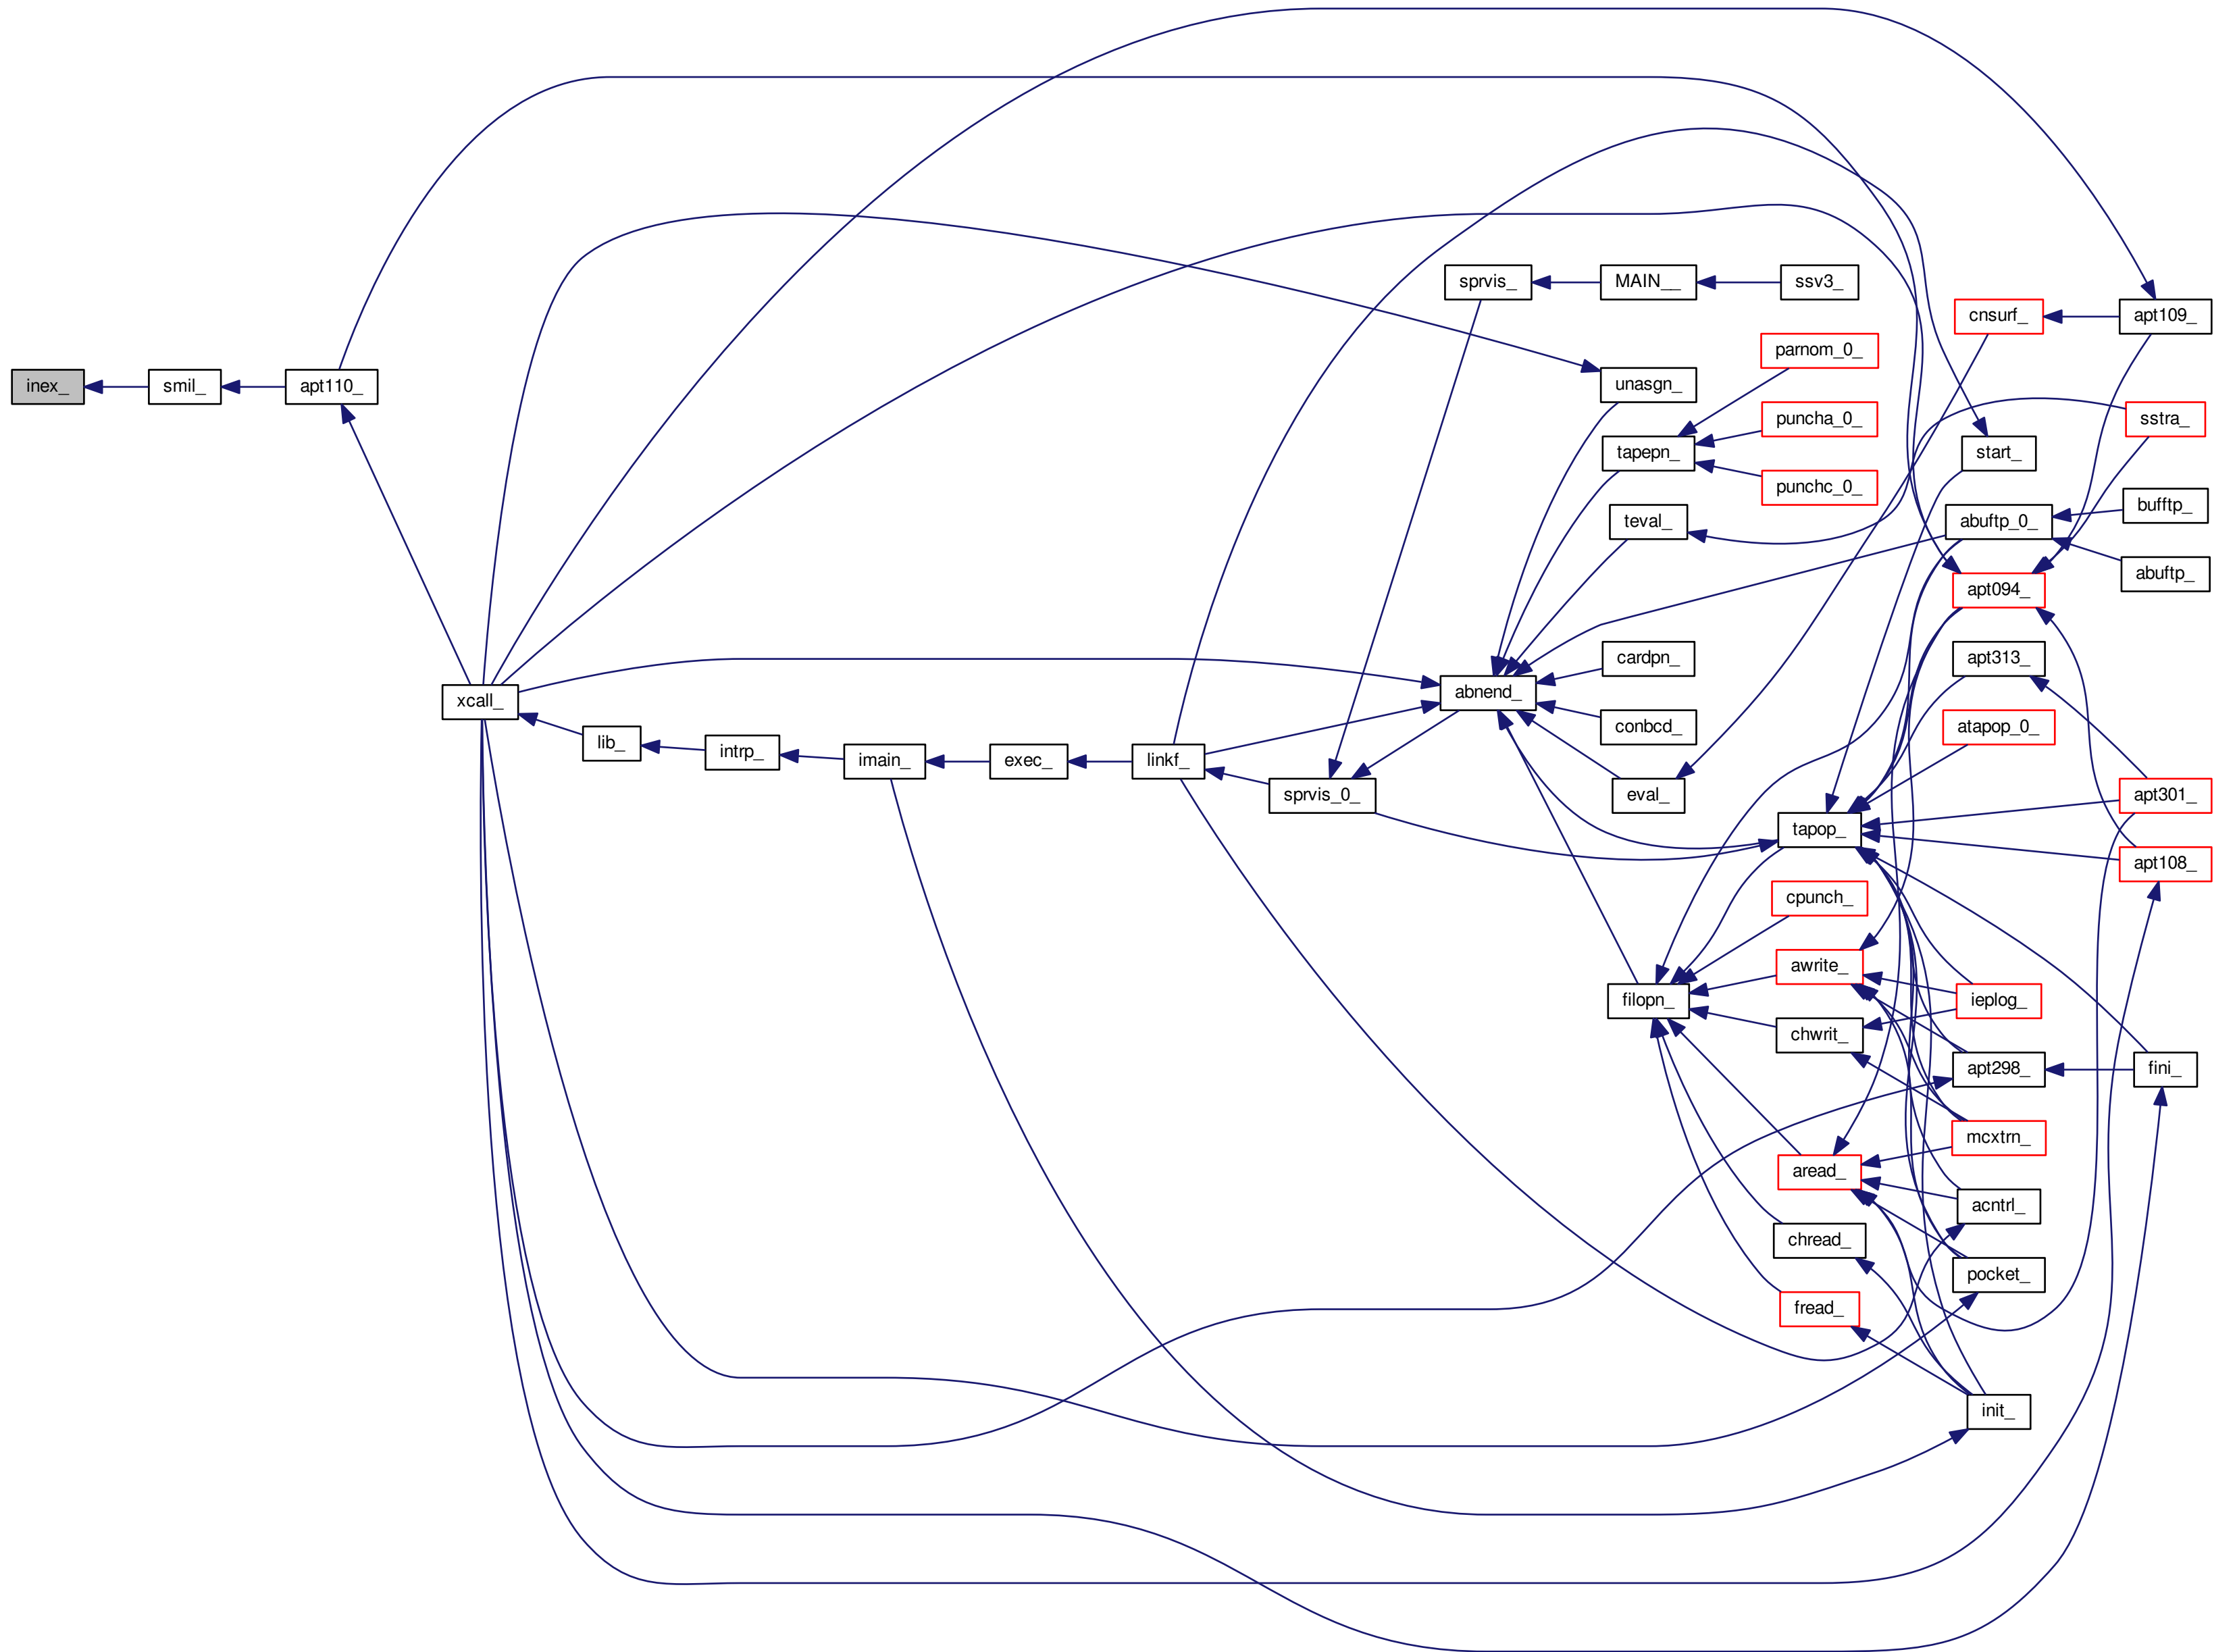 inex_
smil_
apt110_
xcall_
lib_
intrp_
imain_
exec_
linkf_
sprvis_0_
sprvis_
MAIN__
ssv3_
abnend_
unasgn_
tapepn_
parnom_0_
puncha_0_
punchc_0_
teval_
cardpn_
conbcd_
eval_
filopn_
tapop_
cpunch_
awrite_
chwrit_
aread_
chread_
fread_
cnsurf_
apt109_
sstra_
start_
abuftp_0_
bufftp_
abuftp_
apt094_
apt313_
atapop_0_
apt301_
apt108_
ieplog_
apt298_
fini_
mcxtrn_
acntrl_
pocket_
init_